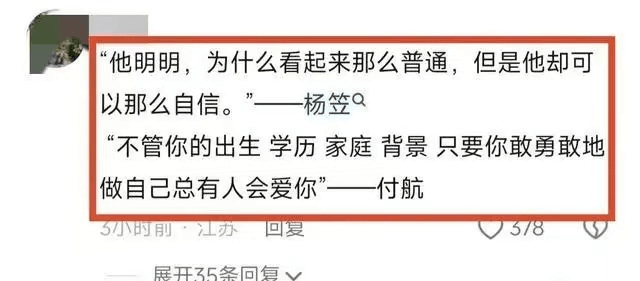 “他明明，为什么看起来那么普通，但是他却可
以那么自信。”——杨笠
“不管你的出生 学历 家庭 背景 只要你敢勇敢地
做自己总有人会爱你”——付航
3小时前 · 江苏 回复 378
展开35条回复